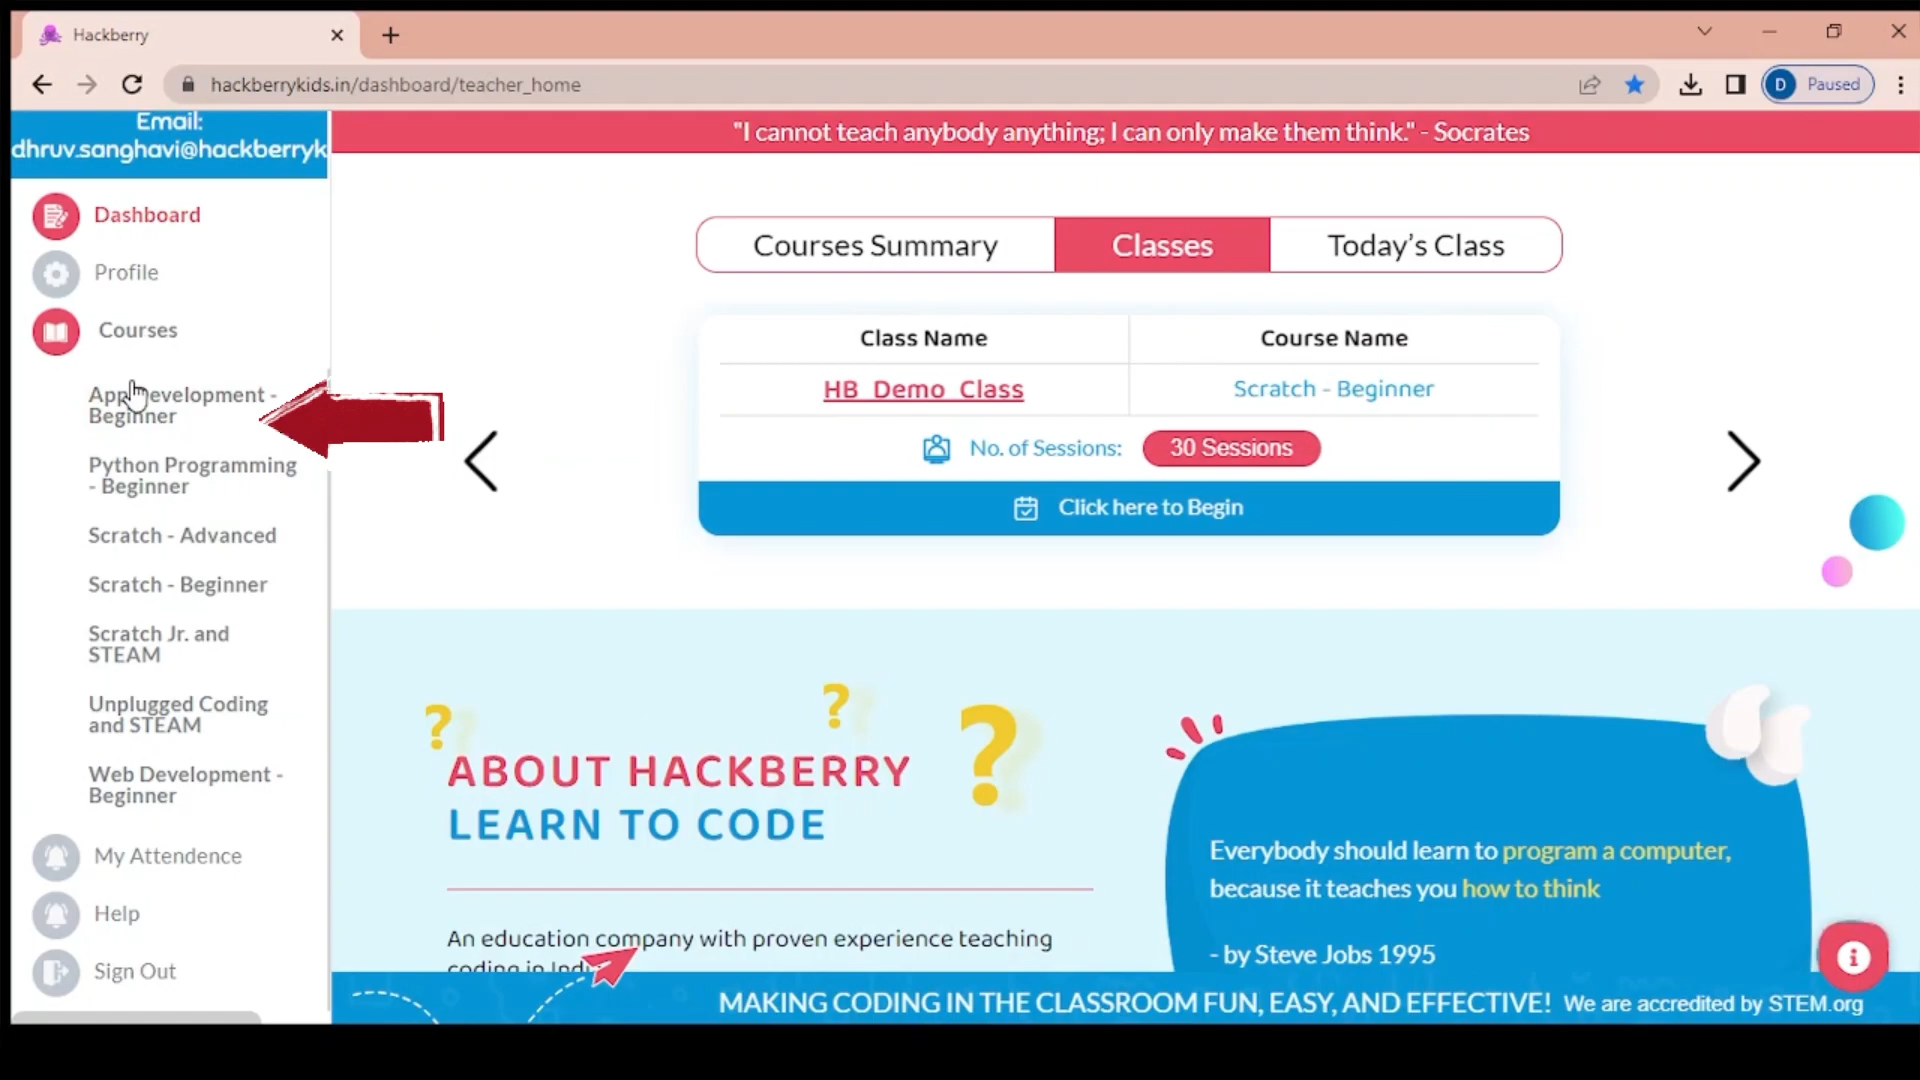 Hackberry
hackberrykids.in/dashboard/teacher_home
D
Paused
Email:
dhruv.sanghavi@hackberryk
"I cannot teach anybody anything; I can only make them think." - Socrates
Dashboard
Profile
Courses
App Development -
Beginner
Python Programming
- Beginner
Scratch - Advanced
Scratch - Beginner
Scratch Jr. and
STEAM
Unplugged Coding
and STEAM
Web Development -
Beginner
My Attendence
Help
Sign Out
Courses Summary
Classes
Today's Class
Class Name
Course Name
HB_Demo_Class
Scratch - Beginner
No. of Sessions:
30 Sessions
Click here to Begin
?
?
?
ABOUT HACKBERRY
LEARN TO CODE
An education company with proven experience teaching
coding in
Everybody should learn to program a computer,
because it teaches you how to think
- by Steve Jobs 1995
i
MAKING CODING IN THE CLASSROOM FUN, EASY, AND EFFECTIVE!
We are accredited by STEM.org